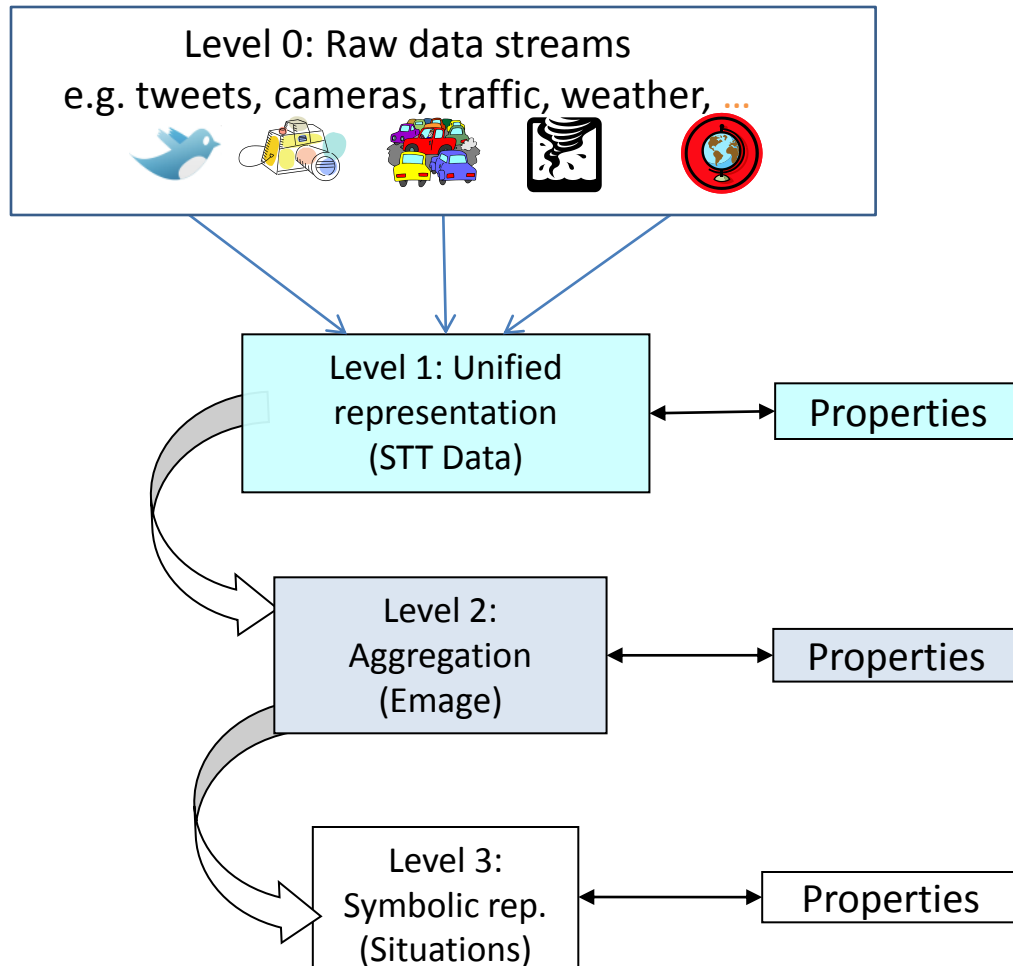 Level 0: Raw data streams
e.g. tweets, cameras, traffic, weather, ...
Level 1: Unified
representation
(STT Data)
Properties
Level 2:
Aggregation
(Emage)
Properties
Level 3:
Symbolic rep.
(Situations)
Properties